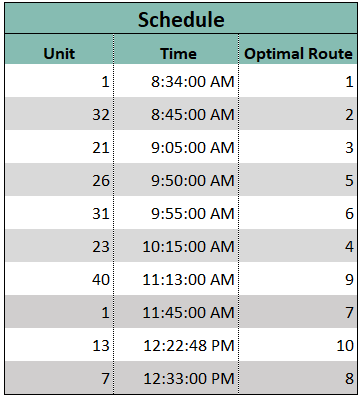 Schedule
Unit Time Optimal Route
1 8:34:00 AM 1
32 8:45:00 AM 2
21 9:05:00 AM 3
26 9:50:00 AM 5
31 9:55:00 AM 6
23 10:15:00 AM 4
40 11:13:00 AM 9
1 11:45:00 AM 7
13 12:22:48 PM 10
7 12:33:00 PM 8